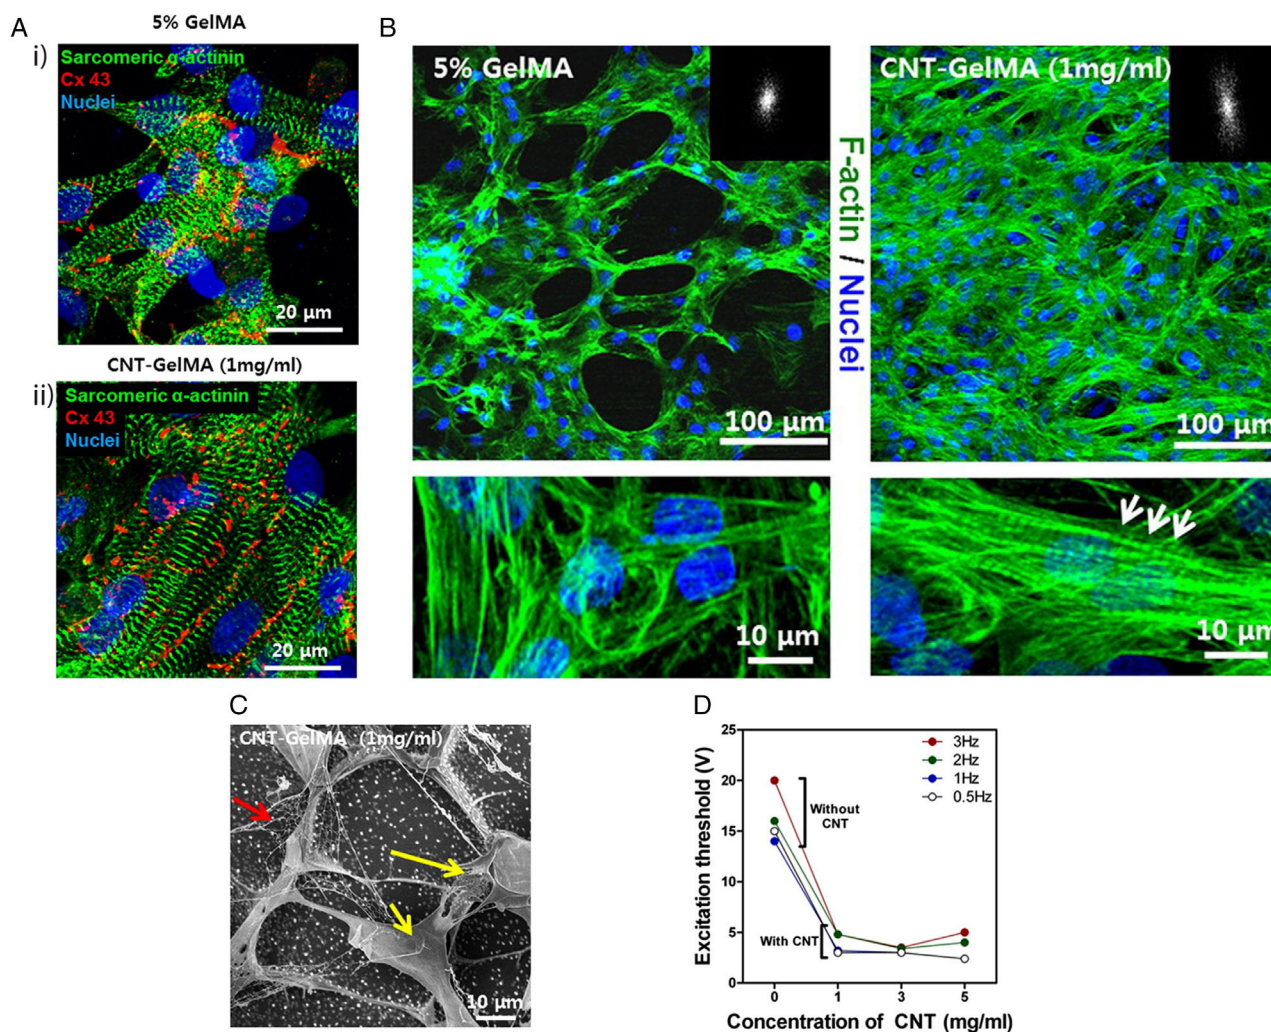 A
5% GelMA
i)
Sarcomeric α-actinin
Cx 43
Nuclei
20 μm
CNT-GelMA (1mg/ml)
ii)
Sarcomeric α-actinin
Cx 43
Nuclei
20 μm
B
5% GelMA
100 μm
F-actin / Nuclei
CNT-GelMA (1mg/ml)
100 μm
10 μm
10 μm
C
CNT-GelMA (1mg/ml)
10 μm
D
Excitation threshold (V)
25
20
15
10
5
0
3Hz
2Hz
1Hz
0.5Hz
Without
CNT
With CNT
0 1 3 5
Concentration of CNT (mg/ml)